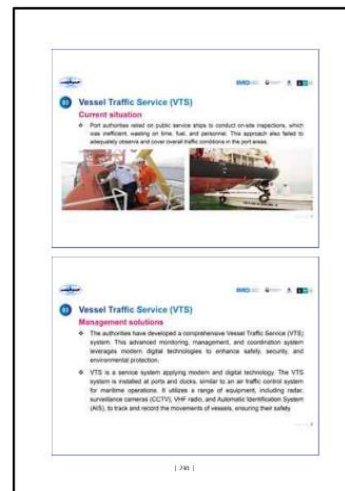 03 Vessel Traffic Service (VTS)
Current situation
Port authorities relied on public service ships to conduct on-site inspections, which
was inefficient, wasting on time, fuel, and personnel. This approach also failed to
adequately observe and cover overall traffic conditions in the port areas.
03 Vessel Traffic Service (VTS)
Management solutions
The authorities have developed a comprehensive Vessel Traffic Service (VTS)
system. This advanced monitoring, management, and coordination system
leverages modern digital technologies to enhance safety, security, and
environmental protection.
VTS is a service system applying modern and digital technology. The VTS
system is installed at ports and docks, similar to an air traffic control system
for maritime operations. It utilizes a range of equipment, including radar,
surveillance cameras (CCTV), VHF radio, and Automatic Identification System
(AIS), to track and record the movements of vessels, ensuring their safety